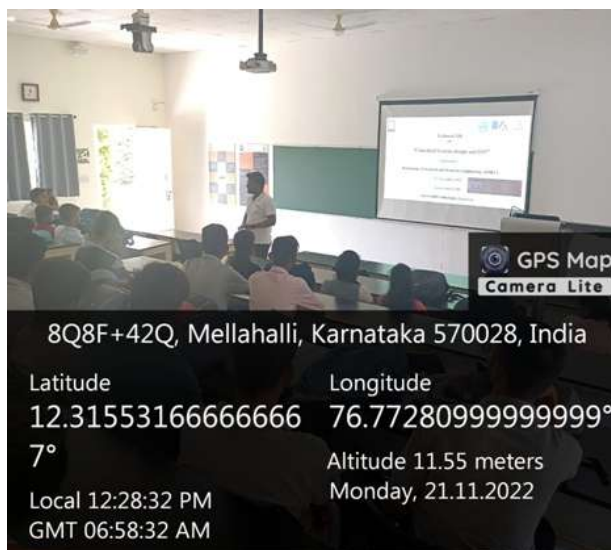 GPS Map
Camera Lite
8Q8F+42Q, Mellahalli, Karnataka 570028, India
Latitude
12.31553166666666
7°
Longitude
76.77280999999999°
Altitude 11.55 meters
Monday, 21.11.2022
Local 12:28:32 PM
GMT 06:58:32 AM